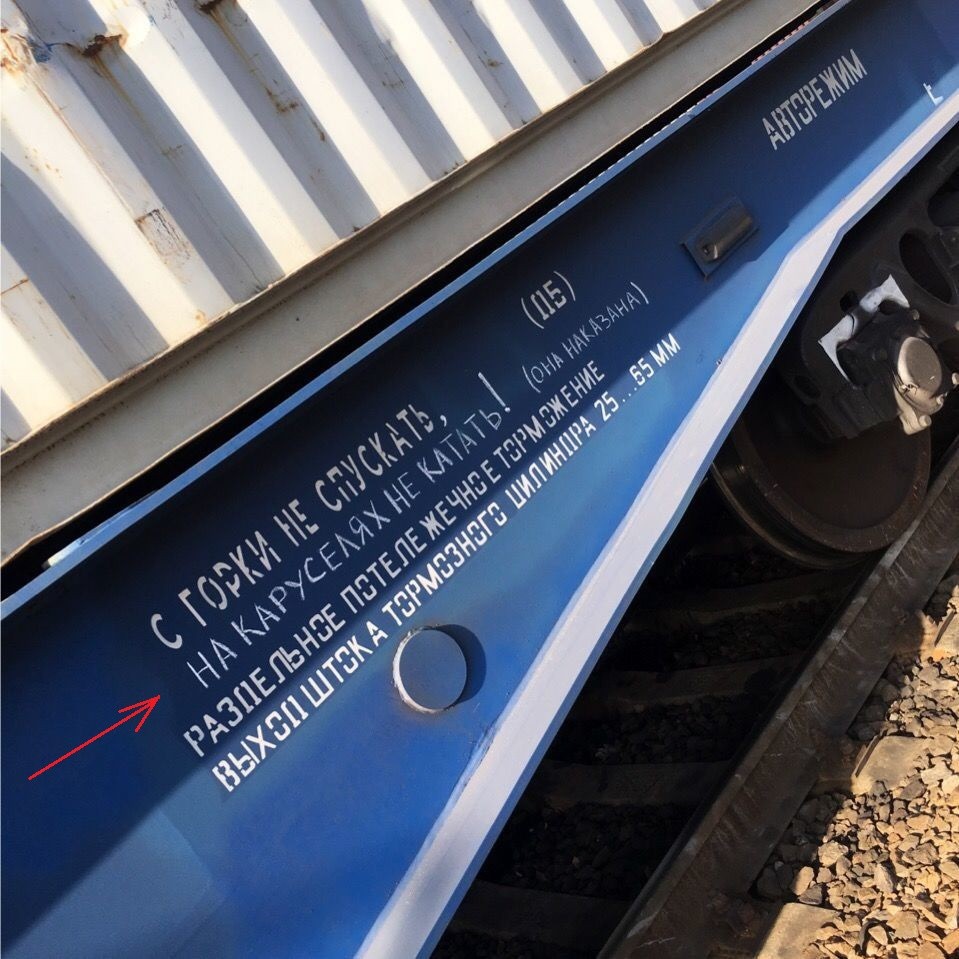 АВТОРЕЖИМ
(ПБ)
С ГОРКИ НЕ СПУСКАТЬ,
НА КАРУСЕЛЯХ НЕ КАТАТЬ! (ОНА НАКАЗАНА)
РАЗДЕЛЬНОЕ ПОТЕЛЕЖЕЧНОЕ ТОРМОЖЕНИЕ
ВЫХОД ШТОКА ТОРМОЗНОГО ЦИЛИНДРА 25...65 ММ